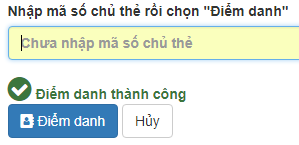 Nhập mã số chủ thẻ rồi chọn "Điểm danh"
Chưa nhập mã số chủ thẻ
Điểm danh thành công
Điểm danh Hủy